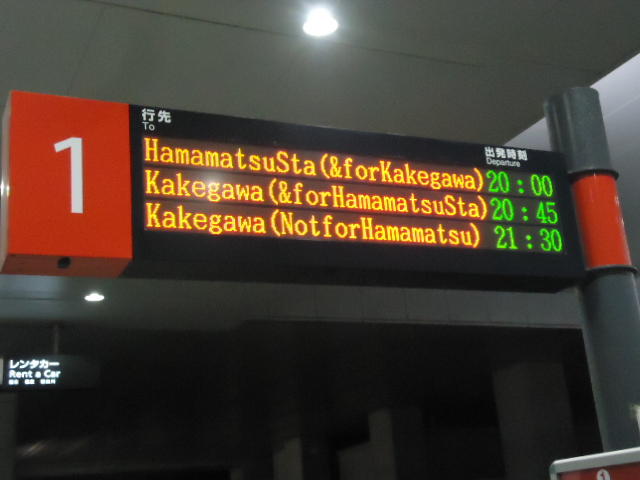 1
行先
To
出発時刻
Departure
HamamatsuSta(&forKakegawa) 20:00
Kakegawa(&forHamamatsuSta) 20:45
Kakegawa(NotforHamamatsu) 21:30
レンタカー
Rent a Car
1